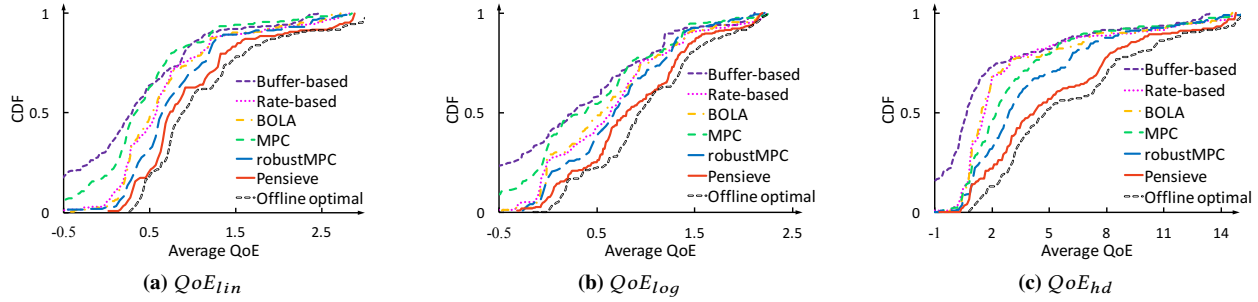 1
0.5
0
CDF
-0.5
0.5
1.5
2.5
Average QoE
Buffer-based
Rate-based
BOLA
MPC
robustMPC
Pensieve
Offline optimal
(a) QoE_lin
1
0.5
0
CDF
-0.5
0.5
1.5
2.5
Average QoE
Buffer-based
Rate-based
BOLA
MPC
robustMPC
Pensieve
Offline optimal
(b) QoE_log
1
0.5
0
CDF
-1
2
5
8
11
14
Average QoE
Buffer-based
Rate-based
BOLA
MPC
robustMPC
Pensieve
Offline optimal
(c) QoE_hd